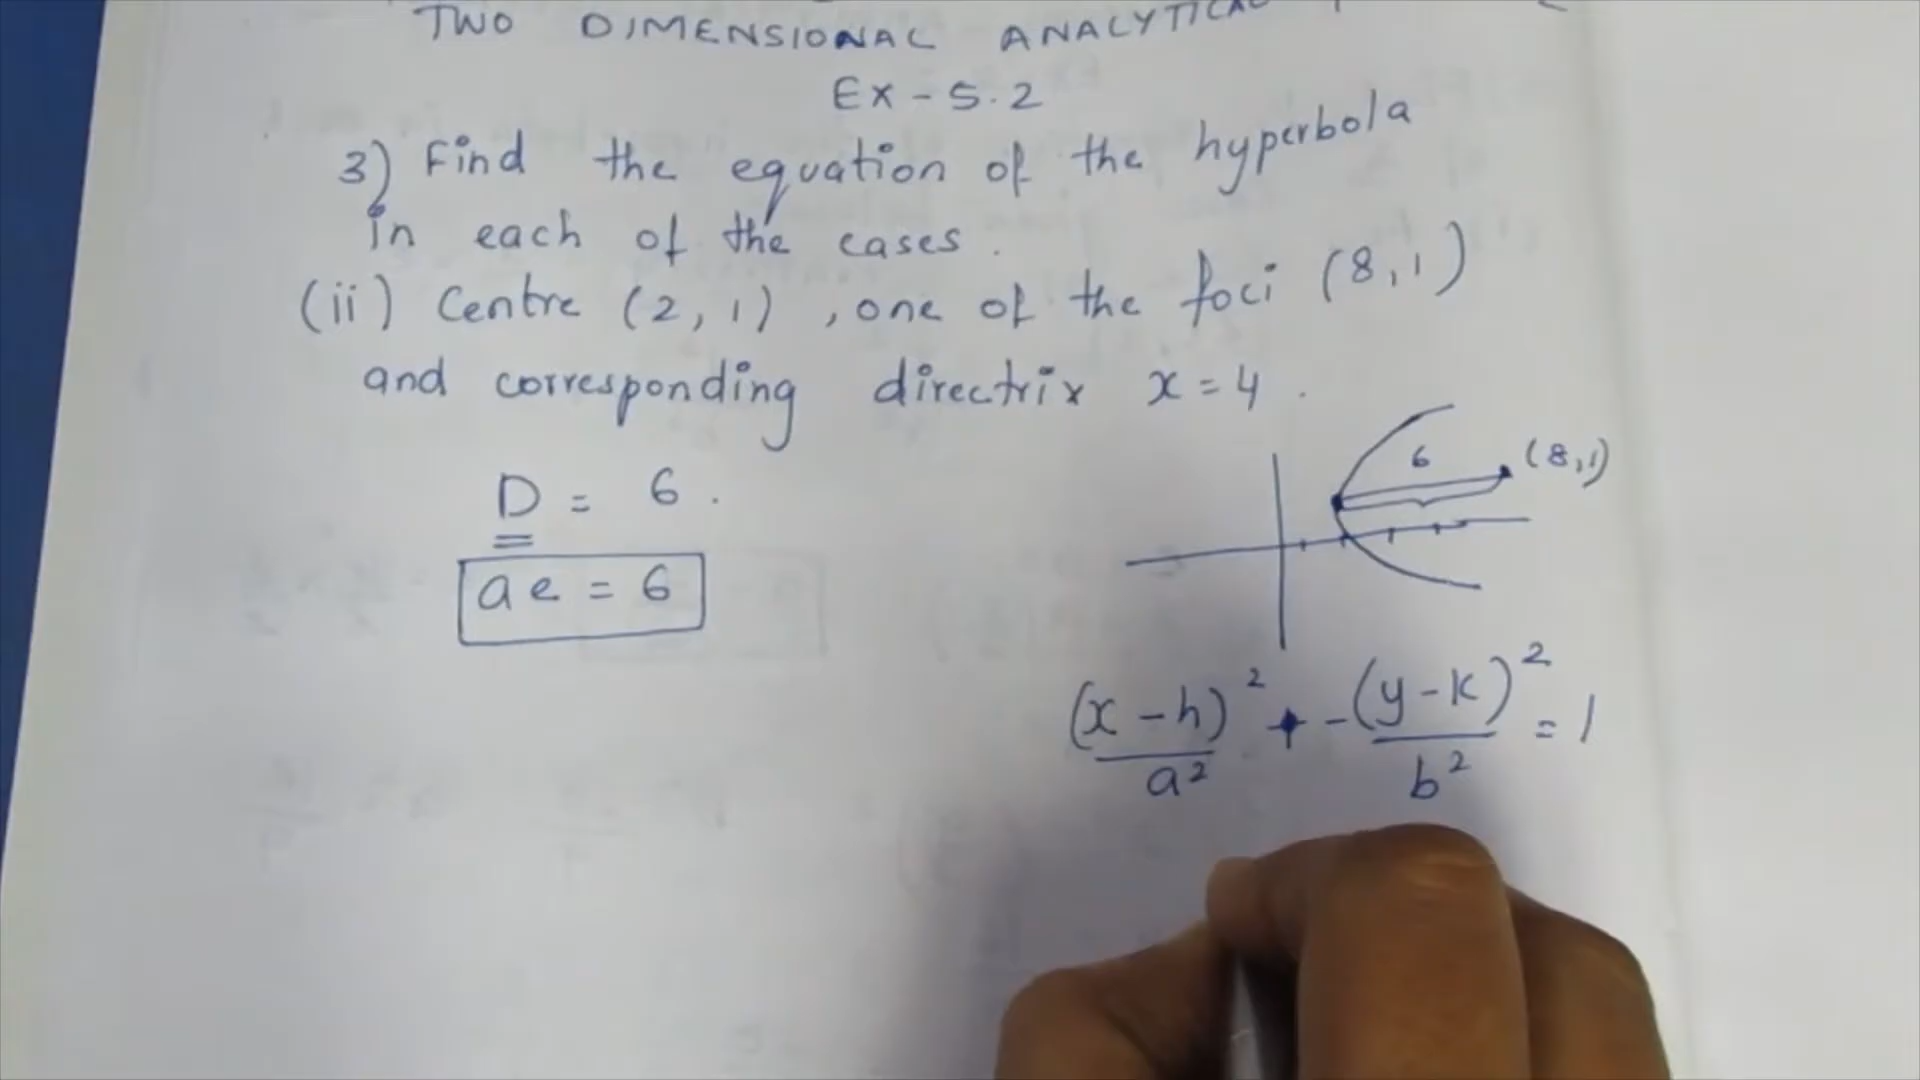 TWO DIMENSIONAL ANALYTICAL
EX - 5.2
3) Find the equation of the hyperbola
in each of the cases.
(ii) Centre (2, 1), one of the foci (8, 1)
and corresponding directrix x = 4.
D = 6.
ae = 6
6 (8,1)
(x - h)² + - (y - k)² = 1
a² b²